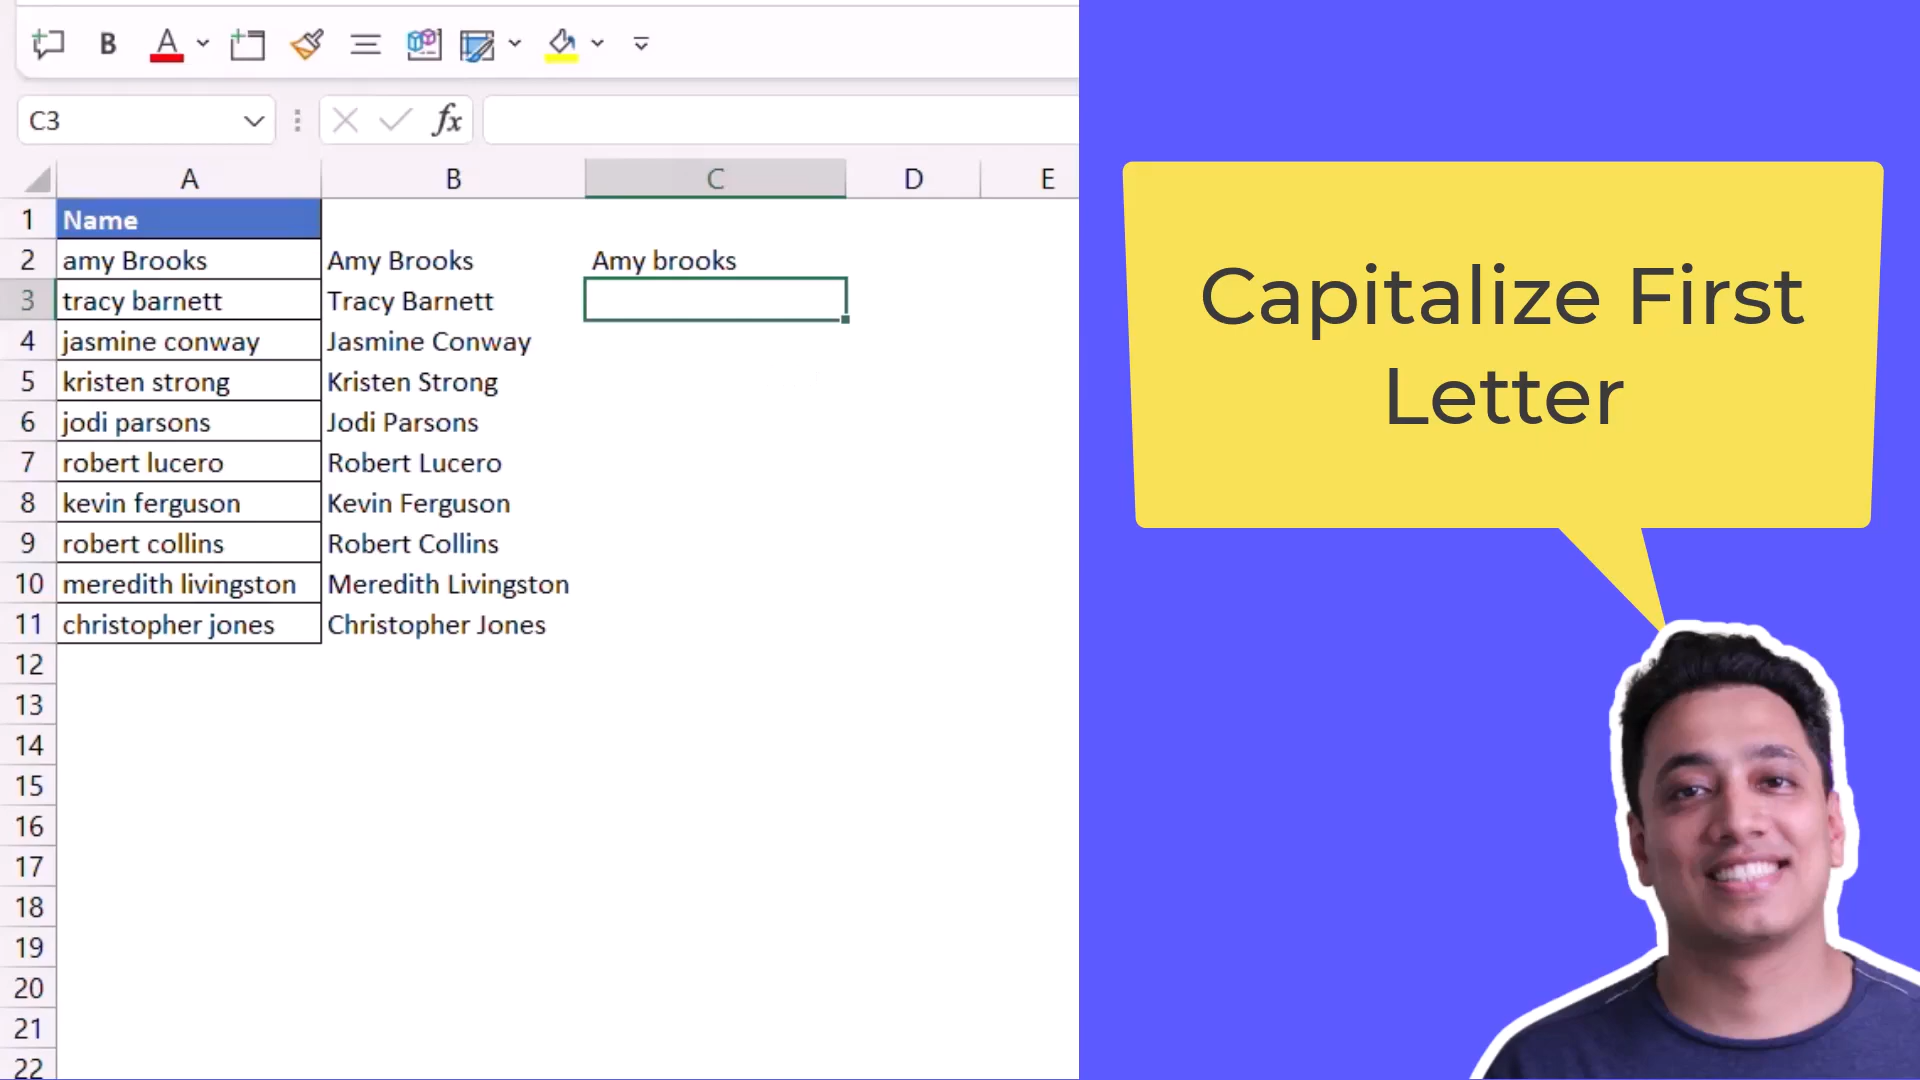 B A
C3 fx
A B C D E
1 Name
2 amy Brooks Amy Brooks Amy brooks
3 tracy barnett Tracy Barnett
4 jasmine conway Jasmine Conway
5 kristen strong Kristen Strong
6 jodi parsons Jodi Parsons
7 robert lucero Robert Lucero
8 kevin ferguson Kevin Ferguson
9 robert collins Robert Collins
10 meredith livingston Meredith Livingston
11 christopher jones Christopher Jones
12
13
14
15
16
17
18
19
20
21
22
Capitalize First
Letter